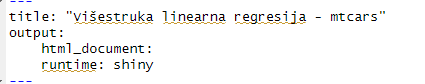 ---
title: "Višestruka linearna regresija - mtcars"
output:
    html_document:
    runtime: shiny
---